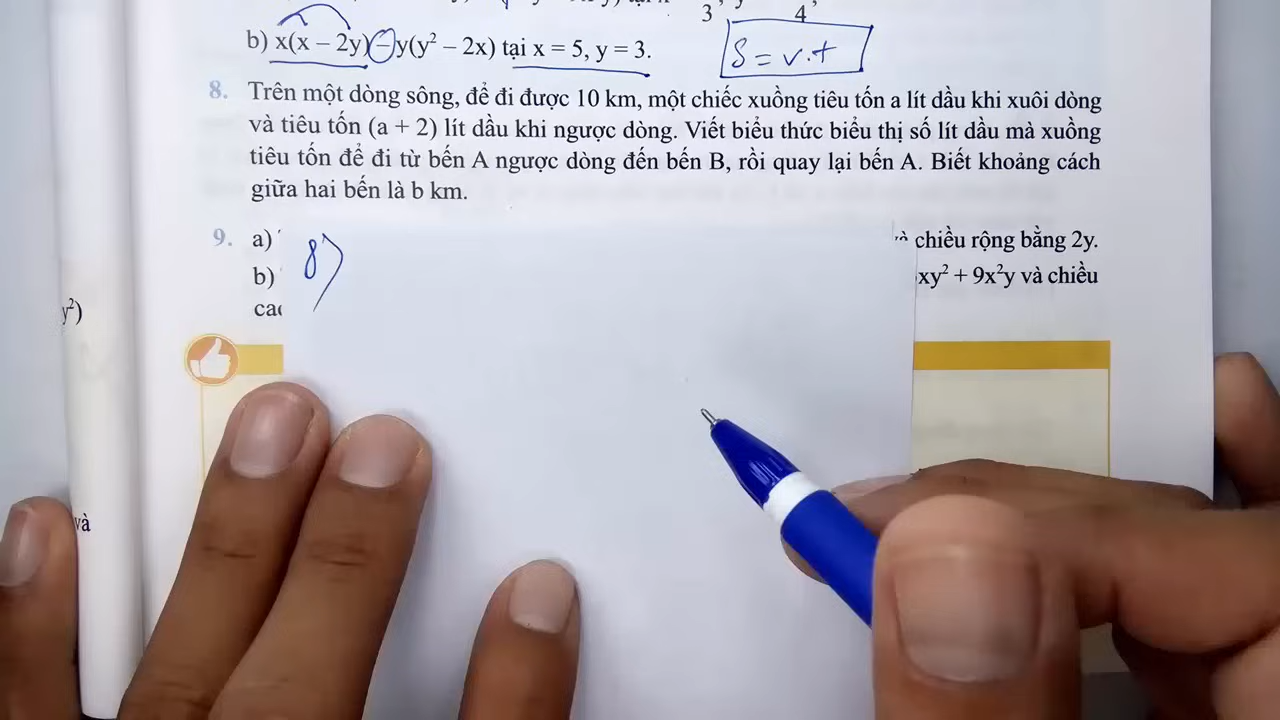 3 4
b) x(x − 2y) − y(y² − 2x) tại x = 5, y = 3.
S = v.t
8. Trên một dòng sông, để đi được 10 km, một chiếc xuồng tiêu tốn a lít dầu khi xuôi dòng
và tiêu tốn (a + 2) lít dầu khi ngược dòng. Viết biểu thức biểu thị số lít dầu mà xuồng
tiêu tốn để đi từ bến A ngược dòng đến bến B, rồi quay lại bến A. Biết khoảng cách
giữa hai bến là b km.
9. a) chiều rộng bằng 2y.
8)
b) xy² + 9x²y và chiều
y²)
và